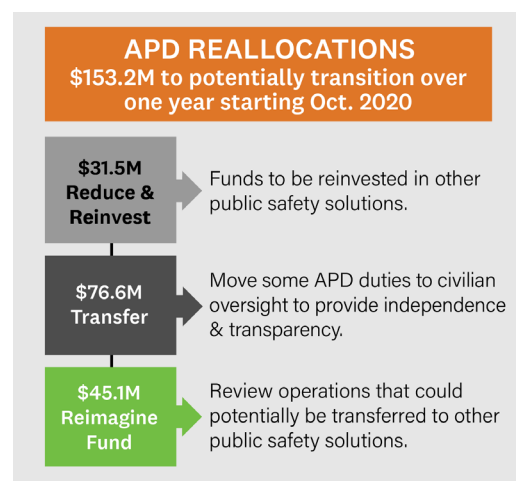 APD REALLOCATIONS
$153.2M to potentially transition over
one year starting Oct. 2020
$31.5M
Reduce &
Reinvest
Funds to be reinvested in other
public safety solutions.
$76.6M
Transfer
Move some APD duties to civilian
oversight to provide independence
& transparency.
$45.1M
Reimagine
Fund
Review operations that could
potentially be transferred to other
public safety solutions.